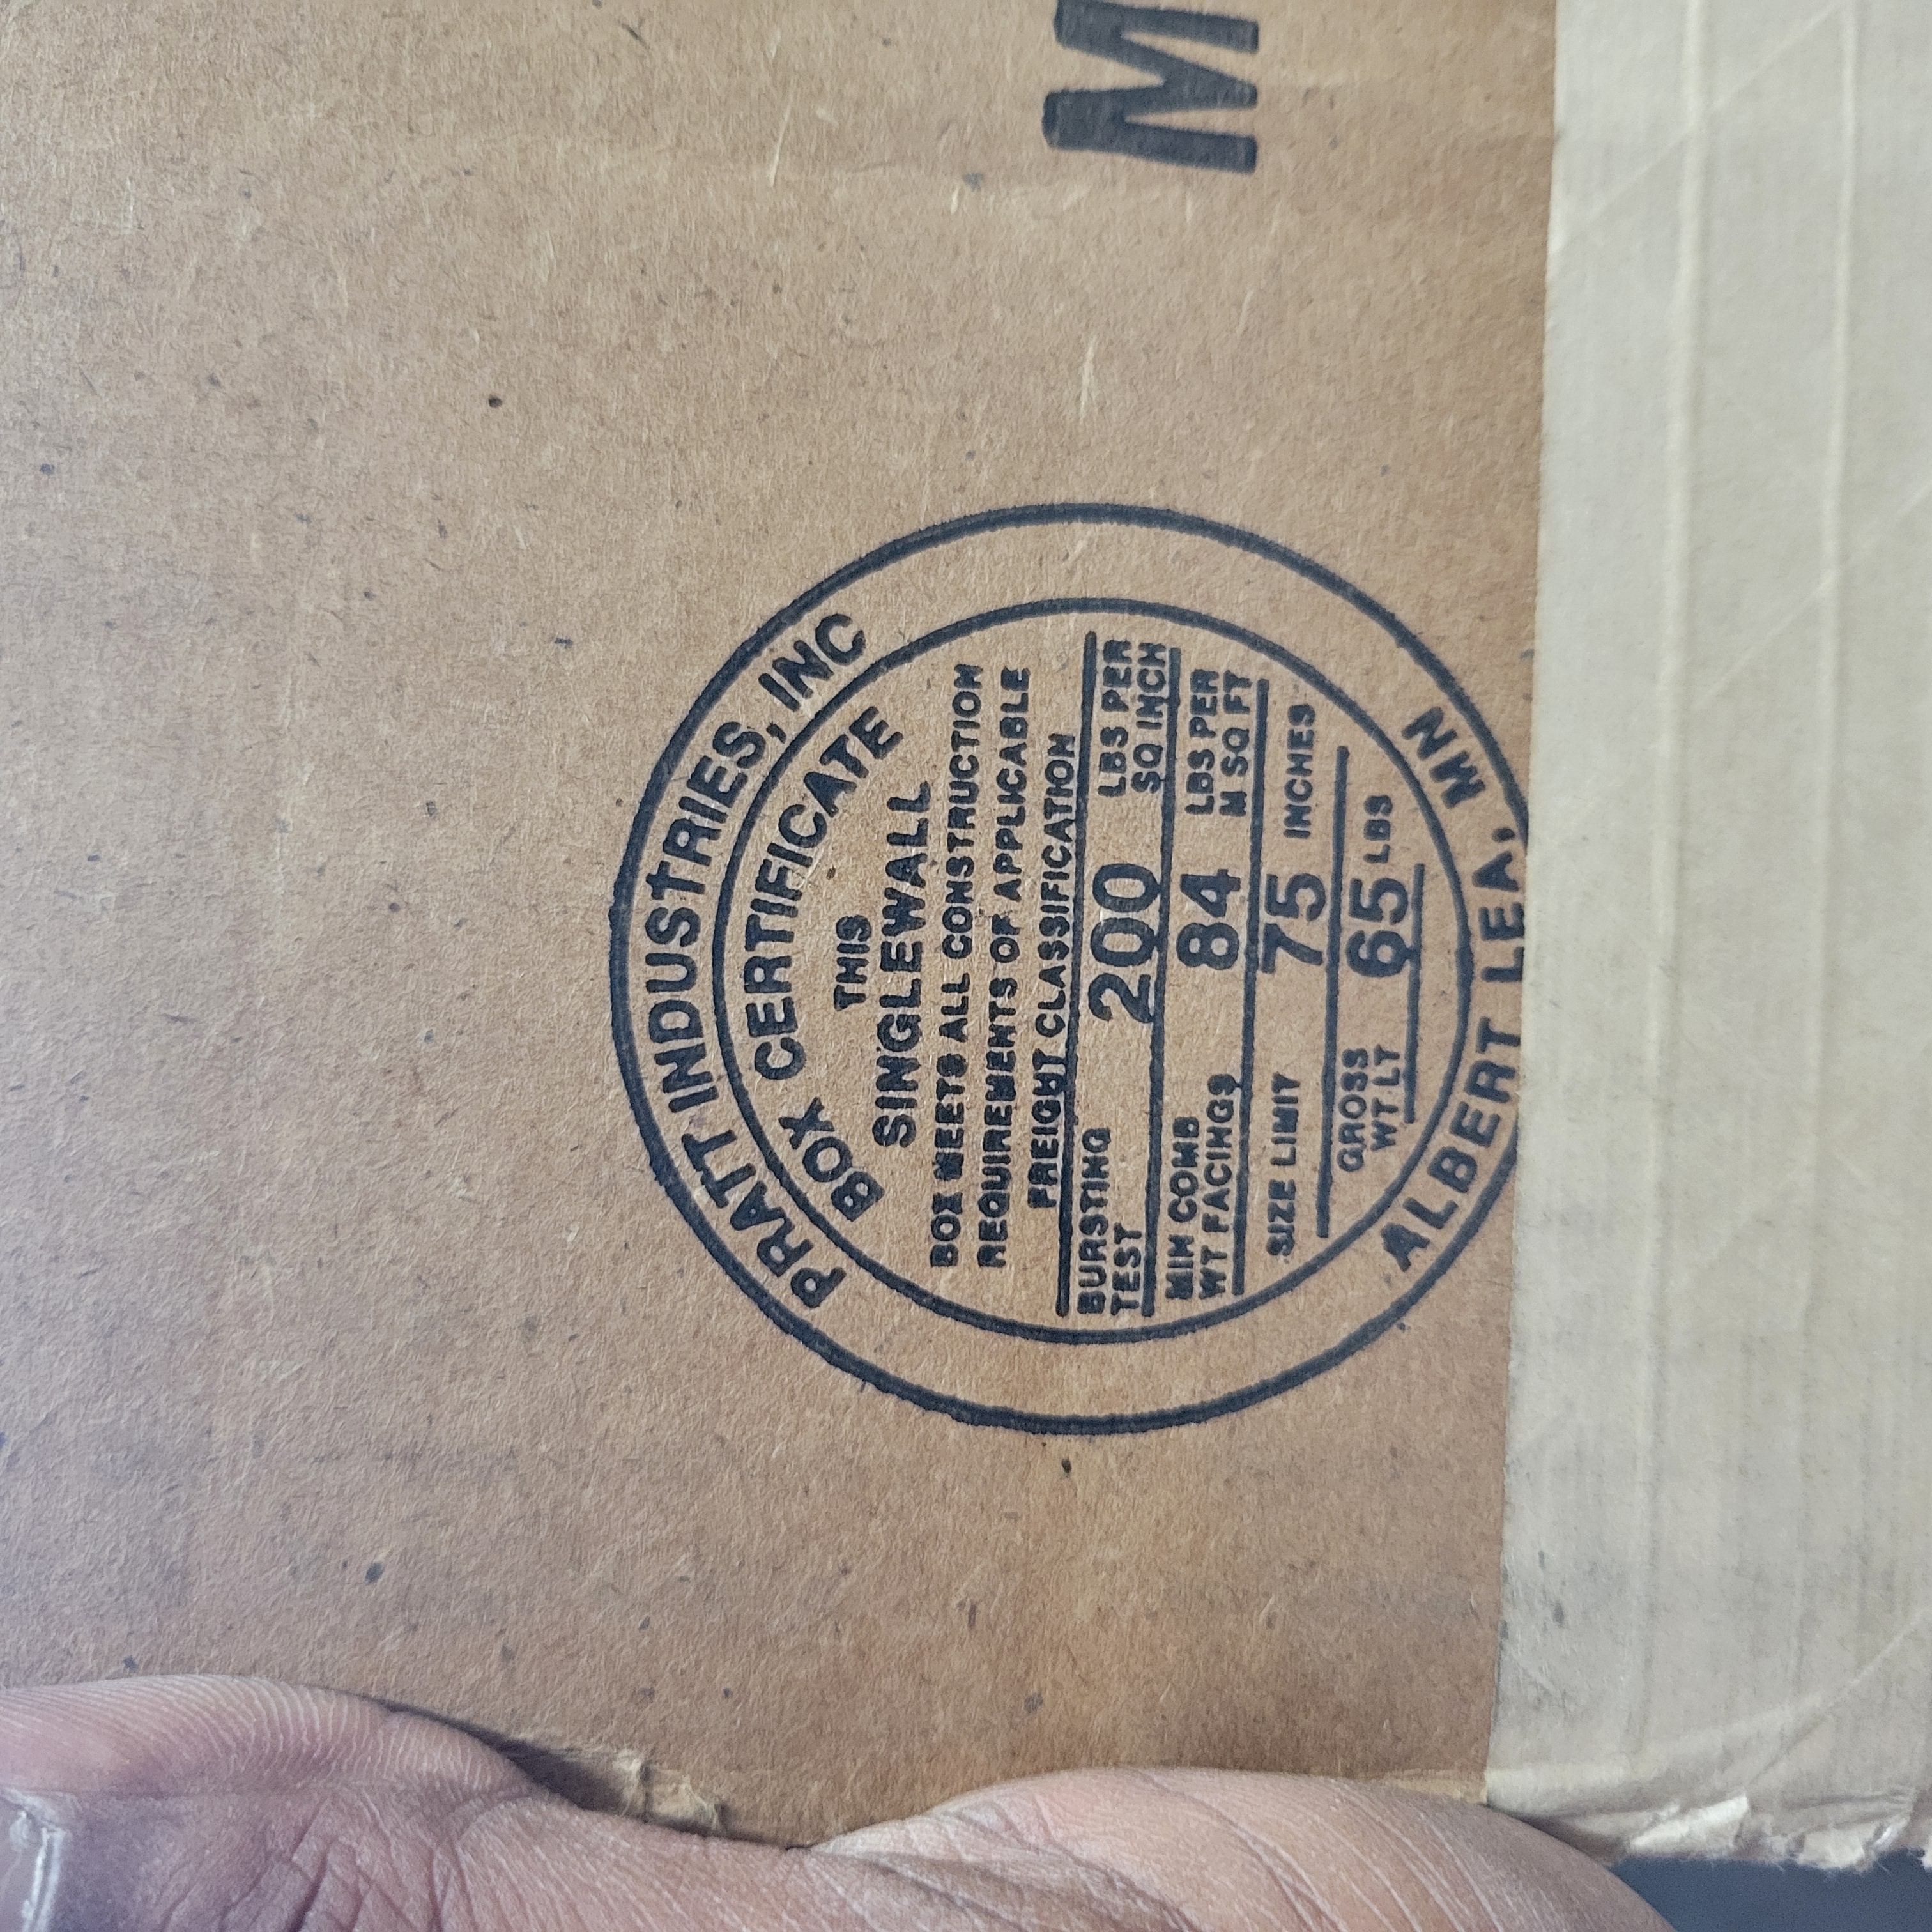 M
PRATT INDUSTRIES, INC
BOX CERTIFICATE
THIS
SINGLEWALL
BOX MEETS ALL CONSTRUCTION
REQUIREMENTS OF APPLICABLE
FREIGHT CLASSIFICATION
BURSTING TEST 200 LBS PER SQ INCH
MIN COMB WT FACINGS 84 LBS PER M SQ FT
SIZE LIMIT 75 INCHES
GROSS WT LT 65 LBS
ALBERT LEA, MN